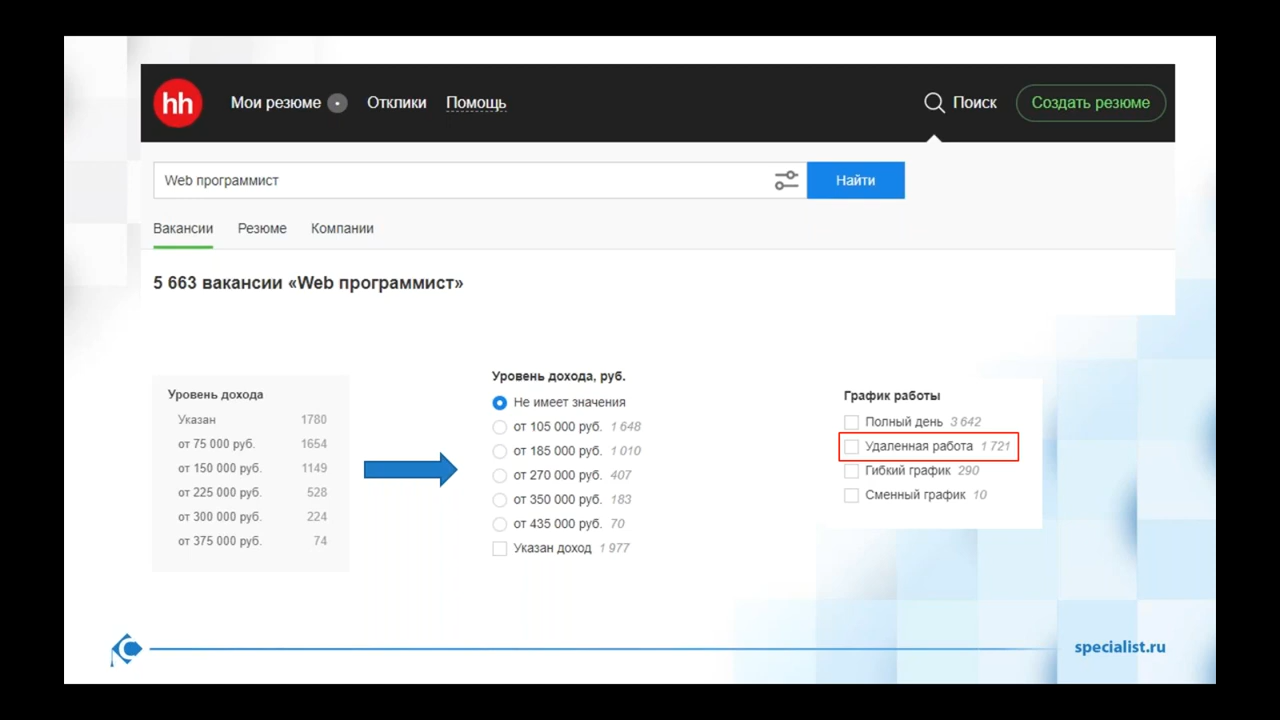 hh Мои резюме Отклики Помощь Поиск Создать резюме
Web программист Найти
Вакансии Резюме Компании
5 663 вакансии «Web программист»
Уровень дохода
Указан 1780
от 75 000 руб. 1654
от 150 000 руб. 1149
от 225 000 руб. 528
от 300 000 руб. 224
от 375 000 руб. 74
Уровень дохода, руб.
Не имеет значения
от 105 000 руб. 1 648
от 185 000 руб. 1 010
от 270 000 руб. 407
от 350 000 руб. 183
от 435 000 руб. 70
Указан доход 1 977
График работы
Полный день 3 642
Удаленная работа 1 721
Гибкий график 290
Сменный график 10
specialist.ru